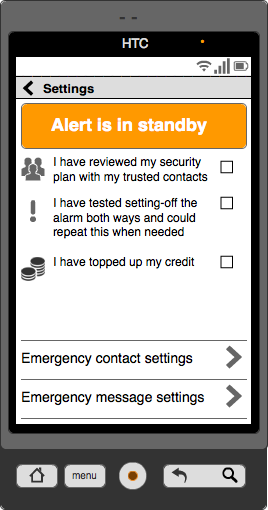 HTC
Settings
Alert is in standby
I have reviewed my security
plan with my trusted contacts
I have tested setting-off the
alarm both ways and could
repeat this when needed
I have topped up my credit
Emergency contact settings
Emergency message settings
menu